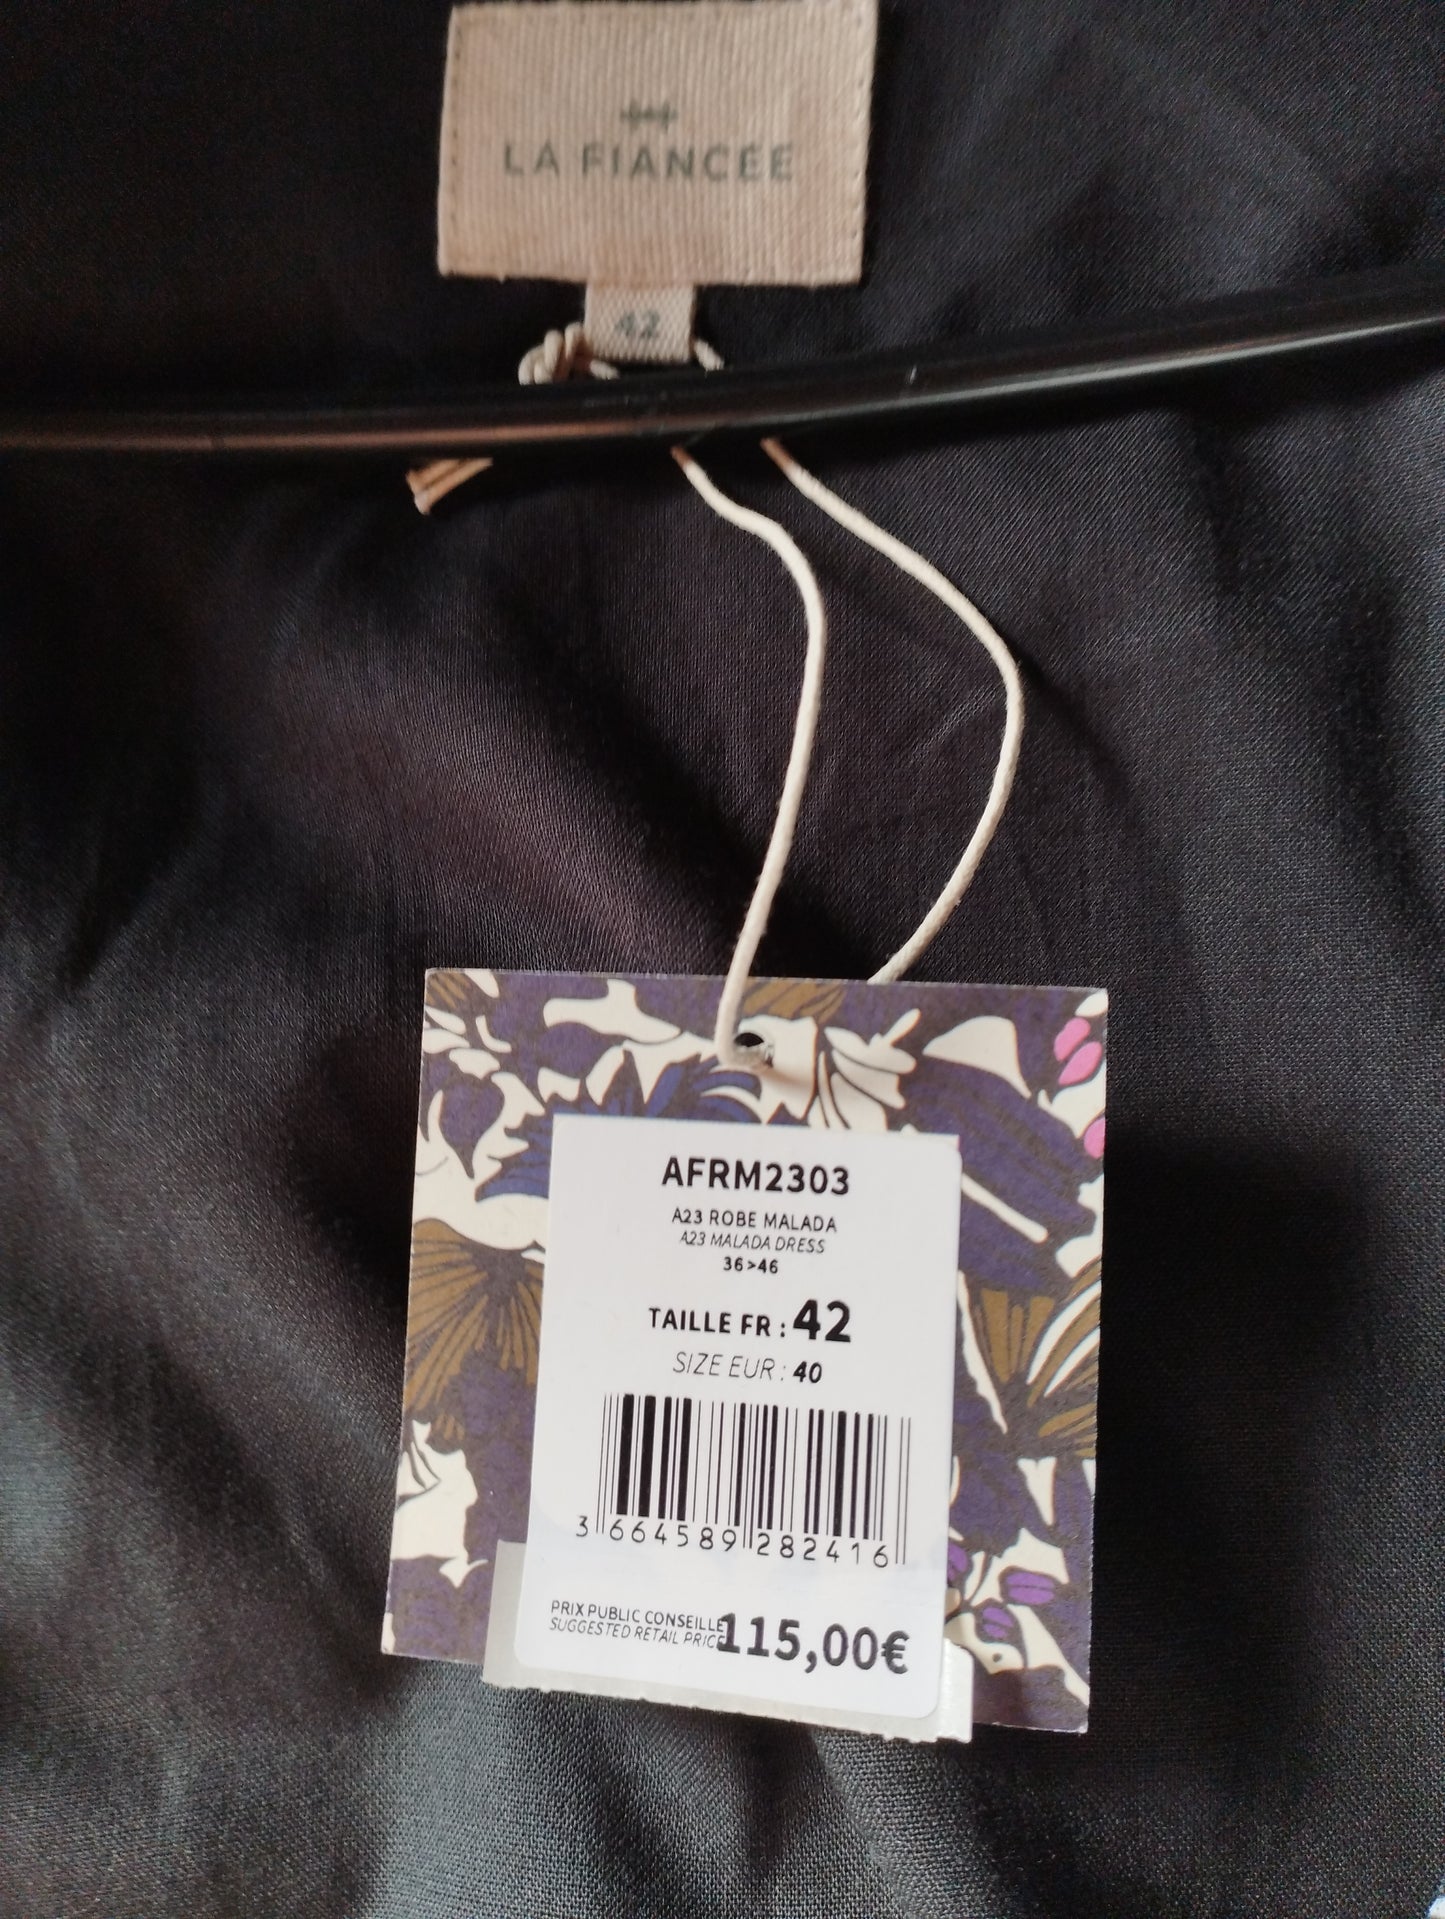 LA FIANCEE
42
AFRM2303
A23 ROBE MALADA
A23 MALADA DRESS
36>46
TAILLE FR : 42
SIZE EUR : 40
3 664589 282416
PRIX PUBLIC CONSEILLE
SUGGESTED RETAIL PRICE
115,00€